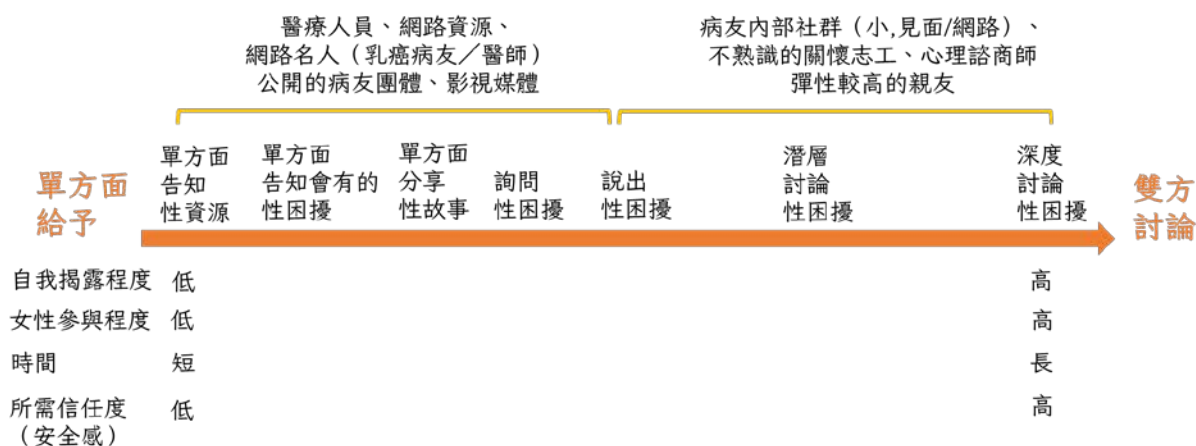 醫療人員、網路資源、
網路名人（乳癌病友／醫師）
公開的病友團體、影視媒體
病友內部社群（小,見面/網路）、
不熟識的關懷志工、心理諮商師
彈性較高的親友
單方面
給予
單方面
告知
性資源
單方面
告知會有的
性困擾
單方面
分享
性故事
詢問
性困擾
說出
性困擾
潛層
討論
性困擾
深度
討論
性困擾
雙方
討論
自我揭露程度 低 高
女性參與程度 低 高
時間 短 長
所需信任度 低 高
（安全感）